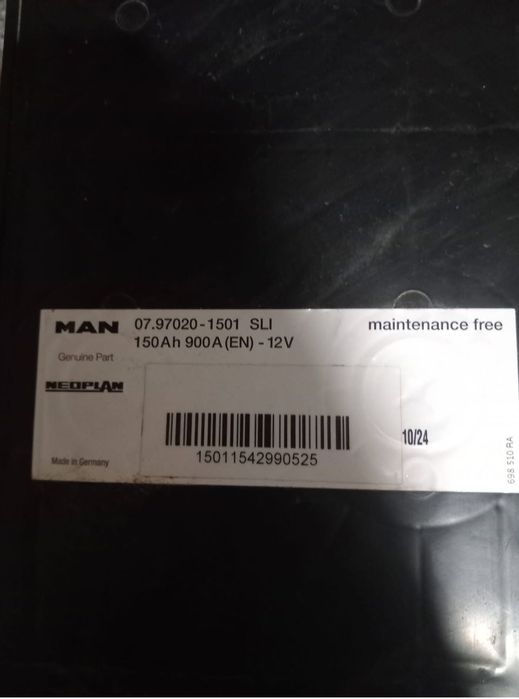 MAN 07.97020-1501 SLI maintenance free
150Ah 900A (EN) - 12V
Genuine Part
NEOPLAN
10/24
15011542990525
Made in Germany
698 510 RA